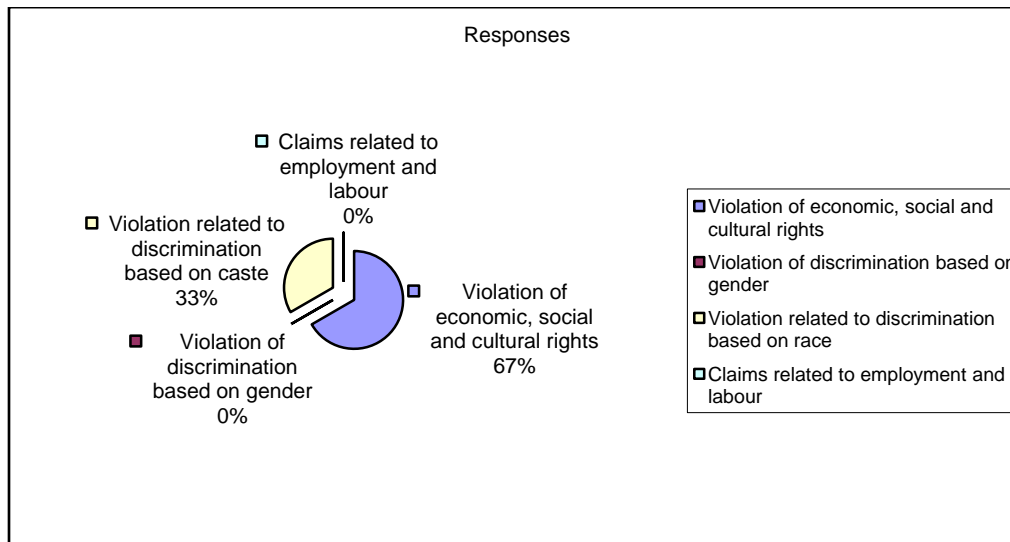 Responses
Claims related to
employment and
labour
0%
Violation related to
discrimination
based on caste
33%
Violation of
discrimination
based on gender
0%
Violation of
economic, social
and cultural rights
67%
Violation of economic, social and
cultural rights
Violation of discrimination based on
gender
Violation related to discrimination
based on race
Claims related to employment and
labour